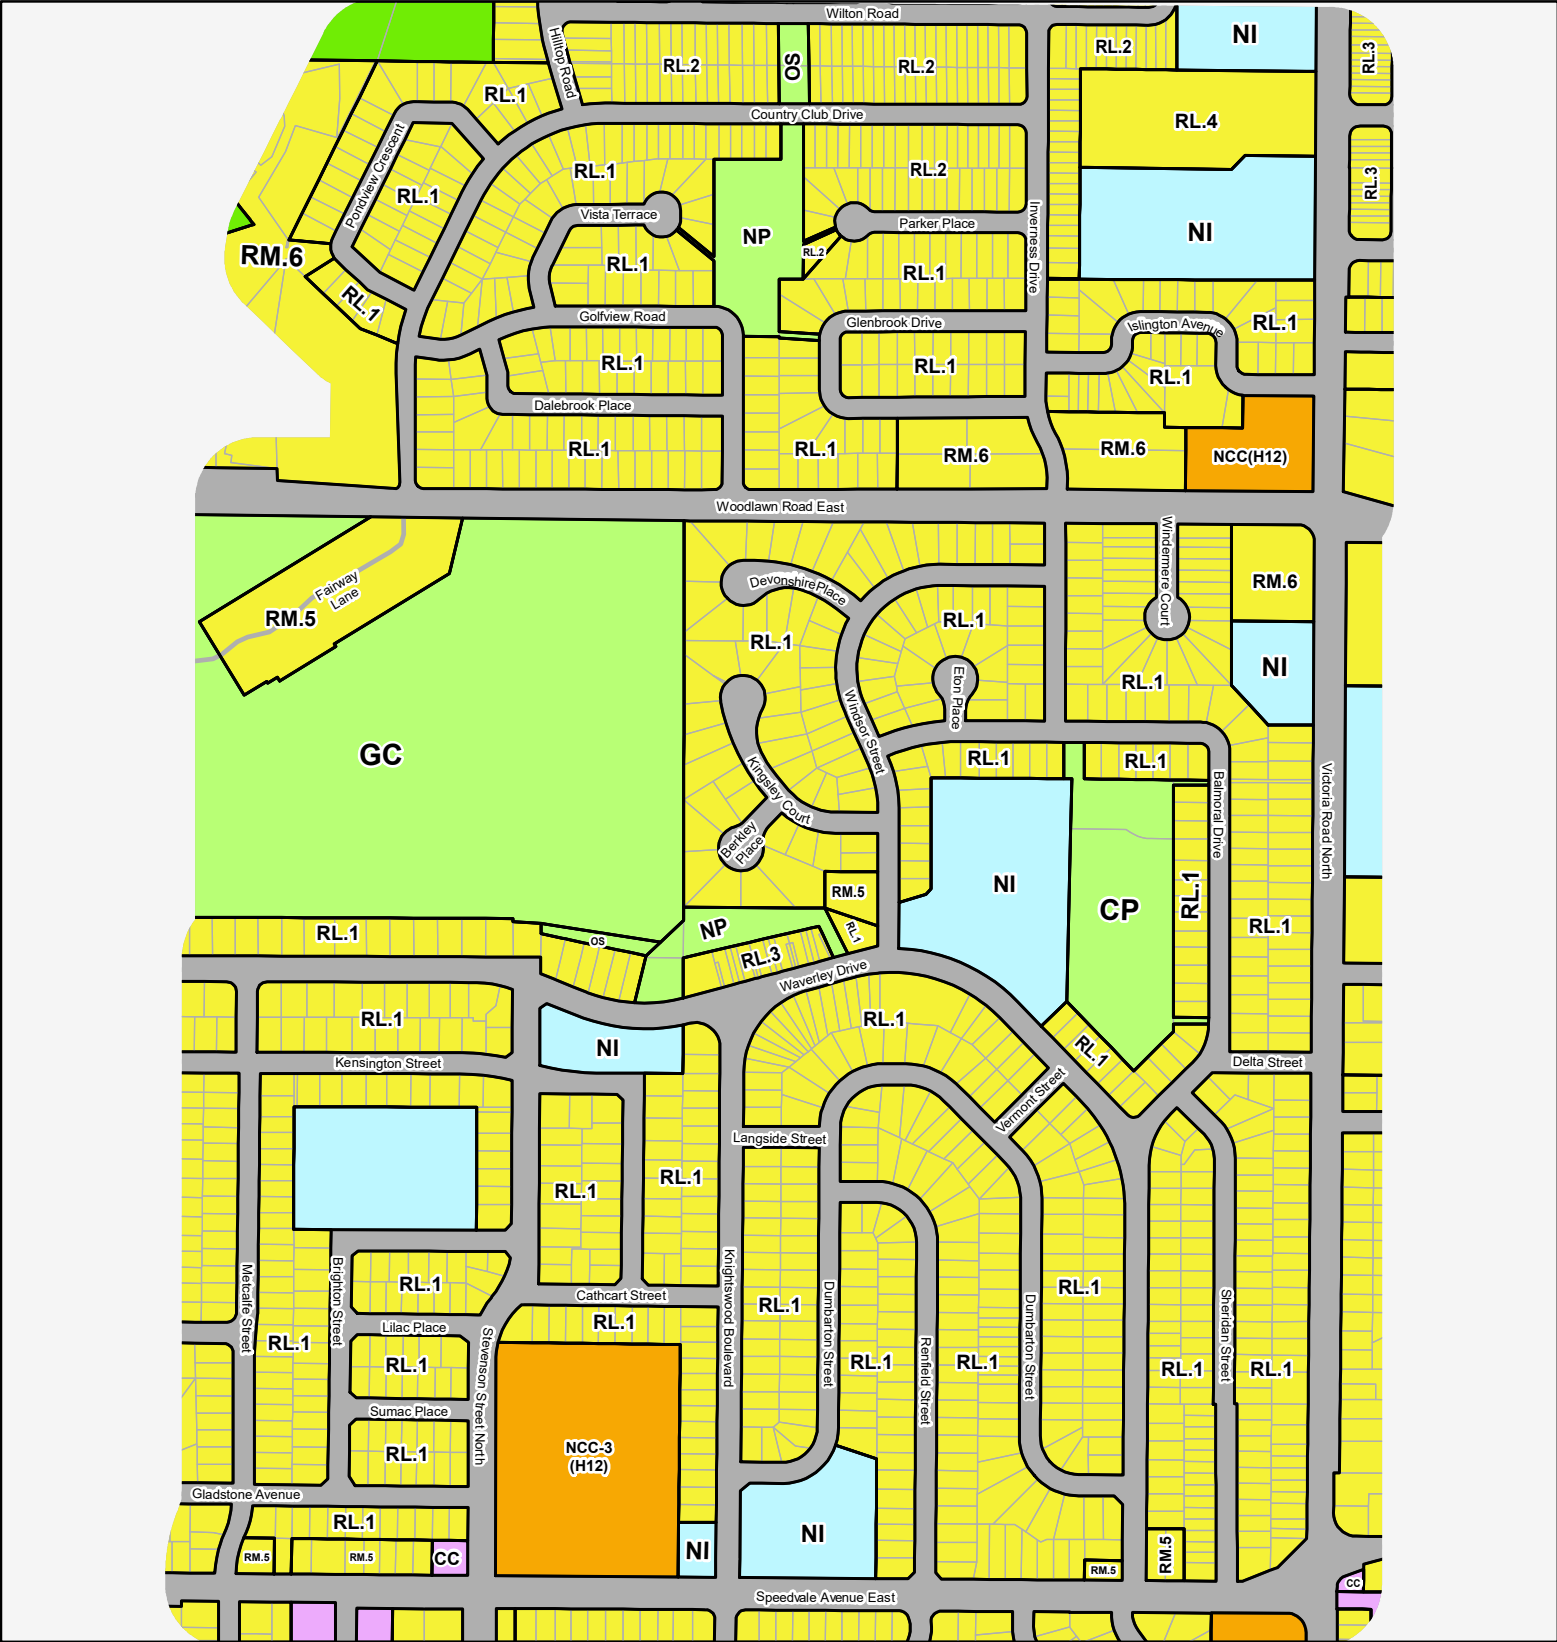 Wilton Road
Hilltop Road
RL.2
OS
RL.2
RL.2
NI
RL.3
RL.1
Country Club Drive
RL.4
Pondview Crescent
RL.1
RL.1
RL.2
RL.3
Vista Terrace
Parker Place
Inverness Drive
NP
NI
RM.6
RL.2
RL.1
RL.1
RL.1
Golfview Road
Glenbrook Drive
Islington Avenue
RL.1
RL.1
RL.1
RL.1
Dalebrook Place
RL.1
RL.1
RM.6
RM.6
NCC(H12)
Woodlawn Road East
Windermere Court
Fairway
Lane
Devonshire Place
RM.6
RM.5
RL.1
RL.1
NI
Eton Place
RL.1
Windsor Street
GC
RL.1
RL.1
Kingsley Court
Balmoral Drive
Victoria Road North
Berkley
Place
NI
RM.5
CP
RL.1
RL.1
RL.1
OS
NP
RL.1
RL.3
Waverley Drive
RL.1
RL.1
NI
RL.1
Kensington Street
Delta Street
Vermont Street
Langside Street
RL.1
RL.1
Metcalfe Street
Brighton Street
RL.1
Cathcart Street
Knightswood Boulevard
RL.1
Dumbarton Street
Dumbarton Street
RL.1
Sheridan Street
RL.1
Lilac Place
RL.1
RL.1
Stevenson Street North
RL.1
Renfield Street
RL.1
RL.1
RL.1
Sumac Place
RL.1
NCC-3
(H12)
Gladstone Avenue
RL.1
NI
NI
RM.5
RM.5
CC
RM.5
RM.5
CC
Speedvale Avenue East